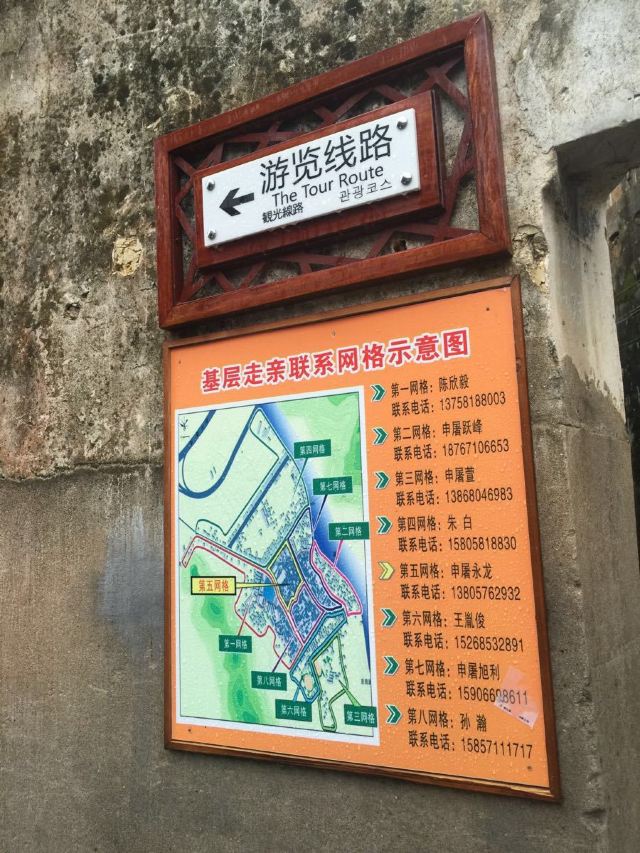 游览线路
The Tour Route
観光線路 관광코스
基层走亲联系网格示意图
第一网格：陈欣毅
联系电话：13758188003
第二网格：申屠跃峰
联系电话：18767106653
第三网格：申屠萱
联系电话：13868046983
第四网格：朱 白
联系电话：15805818830
第五网格：申屠永龙
联系电话：13805762932
第六网格：王胤俊
联系电话：15268532891
第七网格：申屠旭利
联系电话：15906698611
第八网格：孙 瀚
联系电话：15857111717
第四网格
第七网格
第二网格
第五网格
第一网格
第八网格
第六网格
第三网格